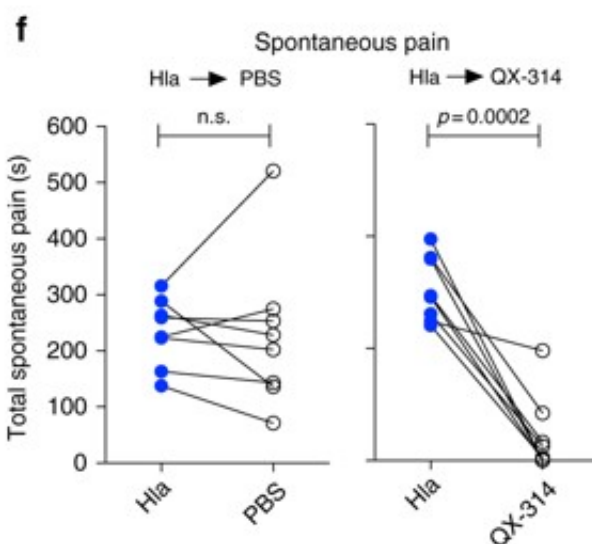 f
Spontaneous pain
Hla → PBS
Hla → QX-314
n.s.
p=0.0002
Total spontaneous pain (s)
600
500
400
300
200
100
0
Hla
PBS
Hla
QX-314